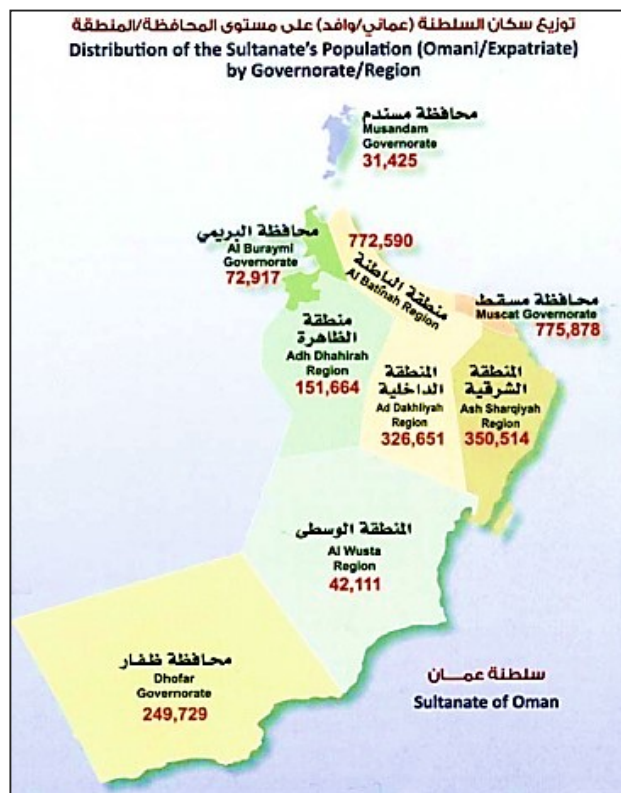 توزيع سكان السلطنة (عماني/وافد) على مستوى المحافظة/المنطقة
Distribution of the Sultanate's Population (Omani/Expatriate)
by Governorate/Region
محافظة مسندم
Musandam
Governorate
31,425
محافظة البريمي
Al Buraymi
Governorate
72,917
772,590
منطقة الباطنة
Al Batinah Region
محافظة مسقط
Muscat Governorate
775,878
منطقة
الظاهرة
Adh Dhahirah
Region
151,664
المنطقة
الداخلية
Ad Dakhliyah
Region
326,651
المنطقة
الشرقية
Ash Sharqiyah
Region
350,514
المنطقة الوسطى
Al Wusta
Region
42,111
محافظة ظفار
Dhofar
Governorate
249,729
سلطنة عمــان
Sultanate of Oman